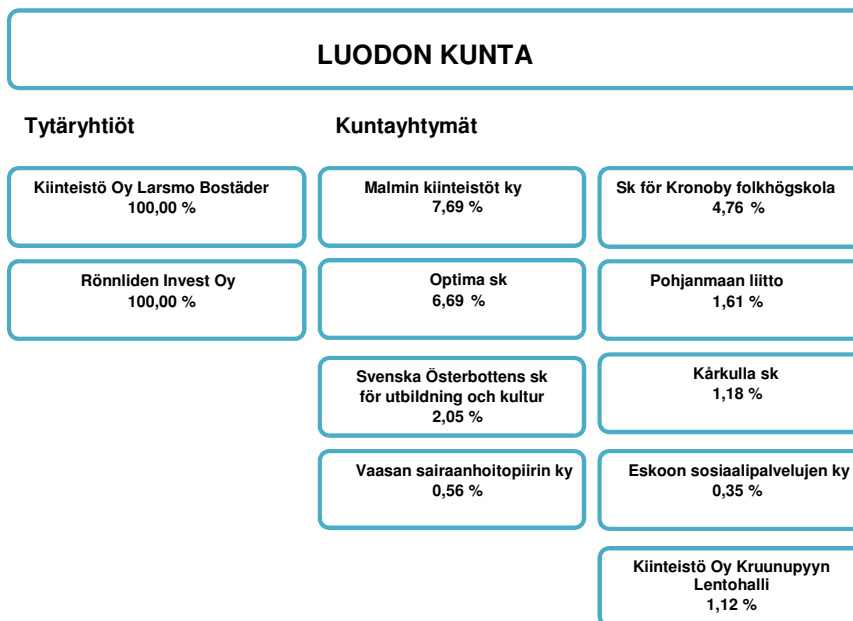 LUODON KUNTA
Tytäryhtiöt
Kuntayhtymät
Kiinteistö Oy Larsmo Bostäder
100,00 %
Rönnliden Invest Oy
100,00 %
Malmin kiinteistöt ky
7,69 %
Optima sk
6,69 %
Svenska Österbottens sk
för utbildning och kultur
2,05 %
Vaasan sairaanhoitopiirin ky
0,56 %
Sk för Kronoby folkhögskola
4,76 %
Pohjanmaan liitto
1,61 %
Kårkulla sk
1,18 %
Eskoon sosiaalipalvelujen ky
0,35 %
Kiinteistö Oy Kruunupyyn
Lentohalli
1,12 %